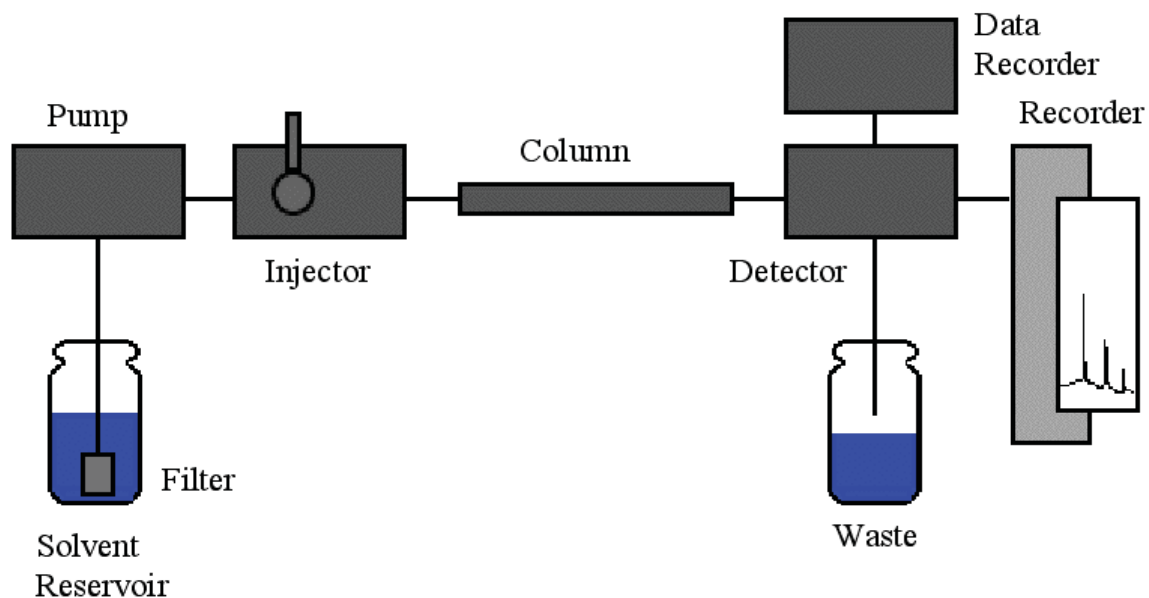 Data
Recorder
Pump
Recorder
Column
Injector
Detector
Filter
Waste
Solvent
Reservoir